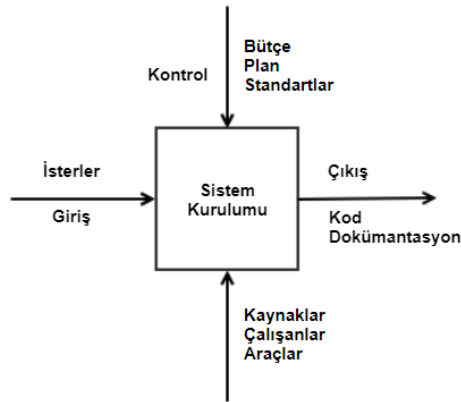 Bütçe
Plan
Standartlar
Kontrol
İsterler
Giriş
Sistem
Kurulumu
Çıkış
Kod
Dokümantasyon
Kaynaklar
Çalışanlar
Araçlar